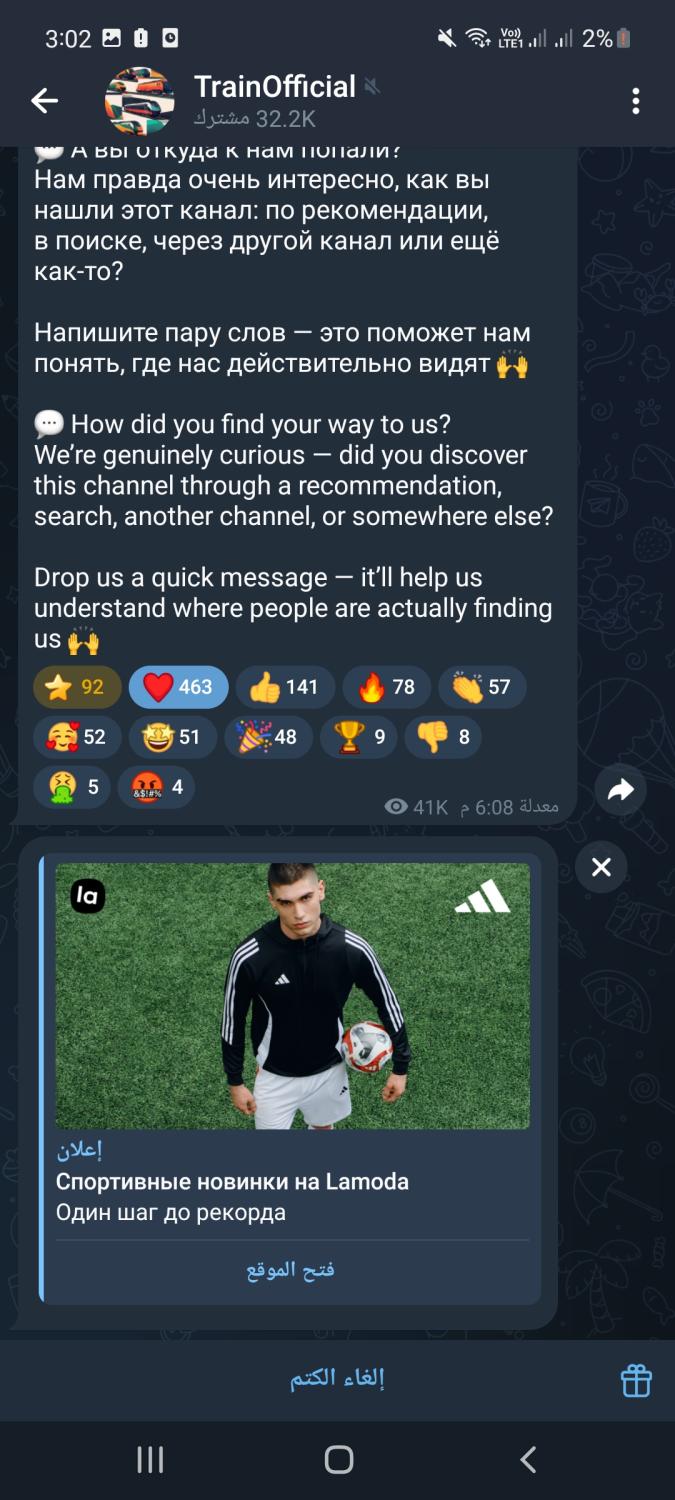 3:02
Vo)) LTE1 2%
TrainOfficial
32.2K مشترك
💬 А вы откуда к нам попали?
Нам правда очень интересно, как вы
нашли этот канал: по рекомендации,
в поиске, через другой канал или ещё
как-то?
Напишите пару слов — это поможет нам
понять, где нас действительно видят 🙌
💬 How did you find your way to us?
We’re genuinely curious — did you discover
this channel through a recommendation,
search, another channel, or somewhere else?
Drop us a quick message — it’ll help us
understand where people are actually finding
us 🙌
⭐ 92 ❤️ 463 👍 141 🔥 78 👏 57
🥰 52 🤩 51 🎉 48 🏆 9 👎 8
🤮 5 🤬 4
41K معدلة 6:08 م
la
إعلان
Спортивные новинки на Lamoda
Один шаг до рекорда
فتح الموقع
إلغاء الكتم